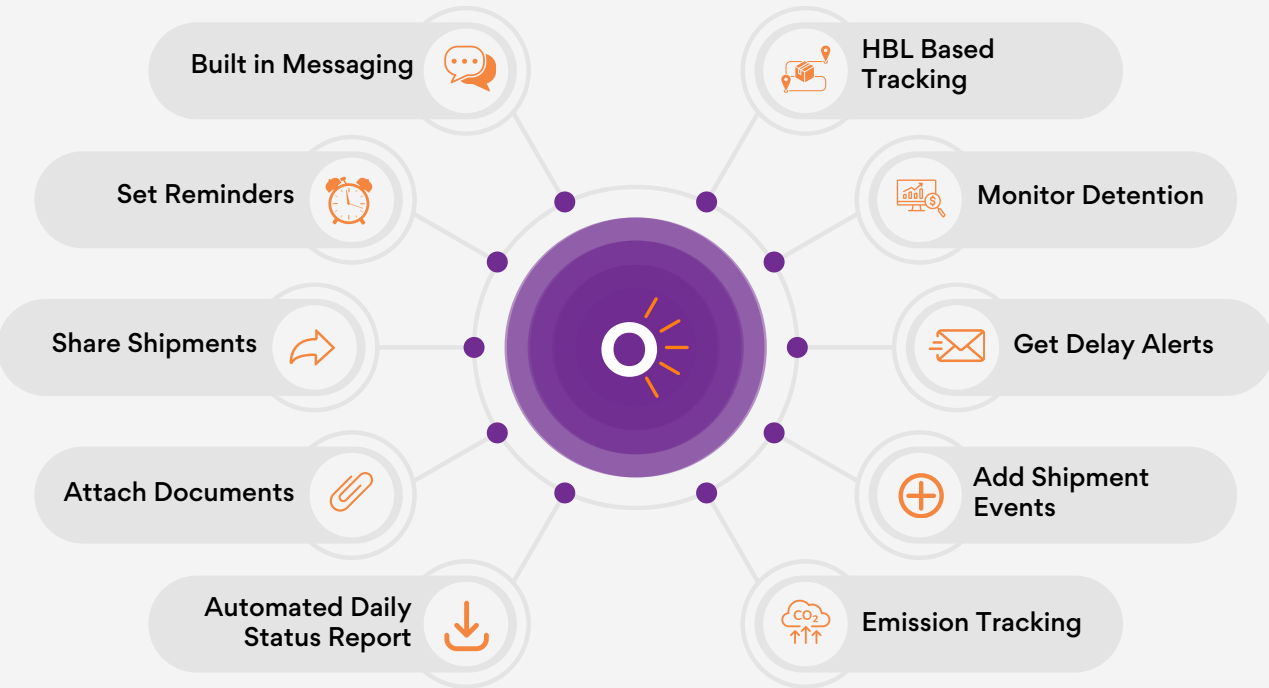 Built in Messaging
HBL Based
Tracking
Set Reminders
Monitor Detention
$
Share Shipments
Get Delay Alerts
Attach Documents
Add Shipment
Events
Automated Daily
Status Report
CO₂
Emission Tracking